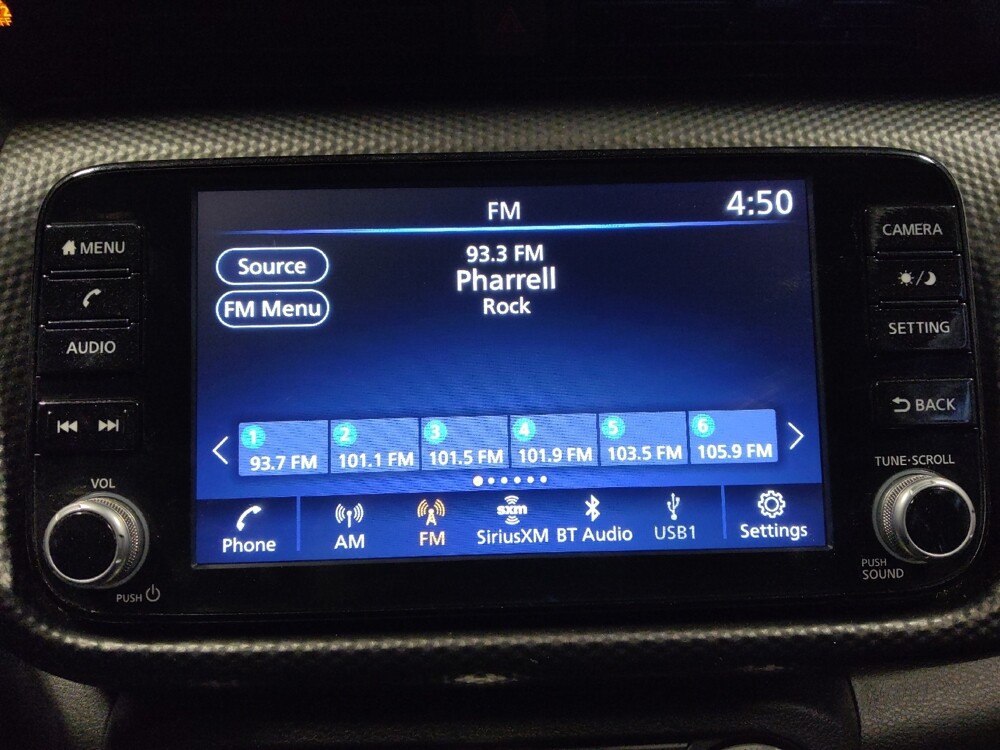 FM
4:50
Source
FM Menu
93.3 FM
Pharrell
Rock
1
93.7 FM
2
101.1 FM
3
101.5 FM
4
101.9 FM
5
103.5 FM
6
105.9 FM
Phone
AM
FM
sxm
SiriusXM
BT Audio
USB1
Settings
MENU
AUDIO
VOL
PUSH
CAMERA
SETTING
BACK
TUNE·SCROLL
PUSH
SOUND